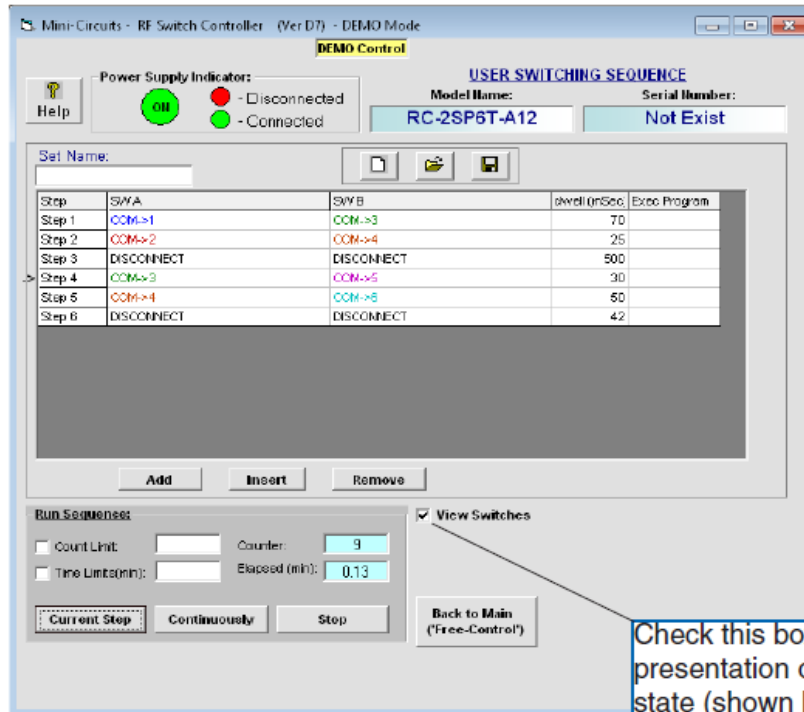 Mini-Circuits - RF Switch Controller (Ver D7) - DEMO Mode
DEMO Control
Help
Power Supply Indicator:
ON
- Disconnected
- Connected
USER SWITCHING SEQUENCE
Model Name: Serial Number:
RC-2SP6T-A12 Not Exist
Set Name:
Step SWA SWB dwell (mSec) Exec Program
Step 1 COM->1 COM->3 70
Step 2 COM->2 COM->4 25
Step 3 DISCONNECT DISCONNECT 500
-> Step 4 COM->3 COM->5 30
Step 5 COM->4 COM->6 50
Step 6 DISCONNECT DISCONNECT 42
Add Insert Remove
Run Sequence:
Count Limit: Counter: 9
Time Limits(min): Elapsed (min): 0.13
Current Step Continuously Stop
View Switches
Back to Main
("Free-Control")
Check this bo
presentation
state (shown